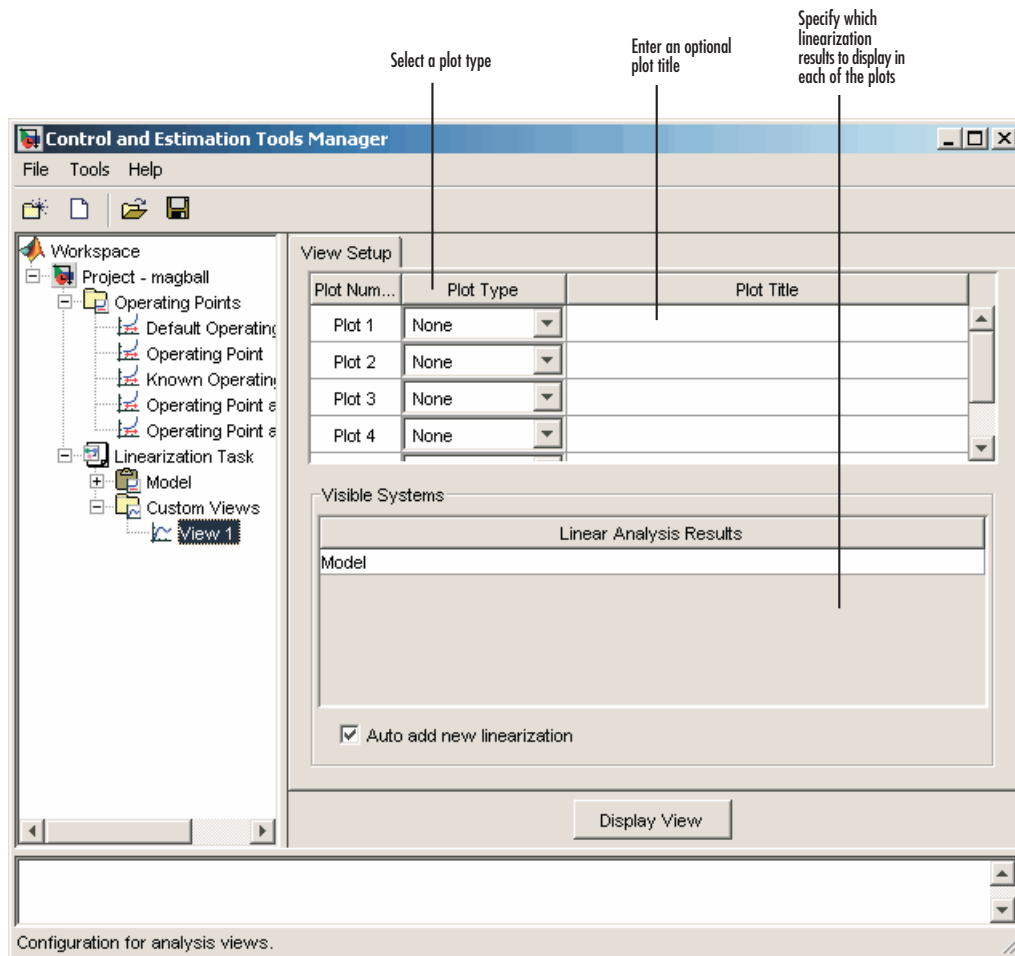 Specify which
linearization
results to display in
each of the plots
Enter an optional
plot title
Select a plot type
Control and Estimation Tools Manager
File Tools Help
Workspace
Project - magball
Operating Points
Default Operating
Operating Point
Known Operating
Operating Point a
Operating Point a
Linearization Task
Model
Custom Views
View 1
View Setup
Plot Num... Plot Type Plot Title
Plot 1 None
Plot 2 None
Plot 3 None
Plot 4 None
Visible Systems
Linear Analysis Results
Model
Auto add new linearization
Display View
Configuration for analysis views.